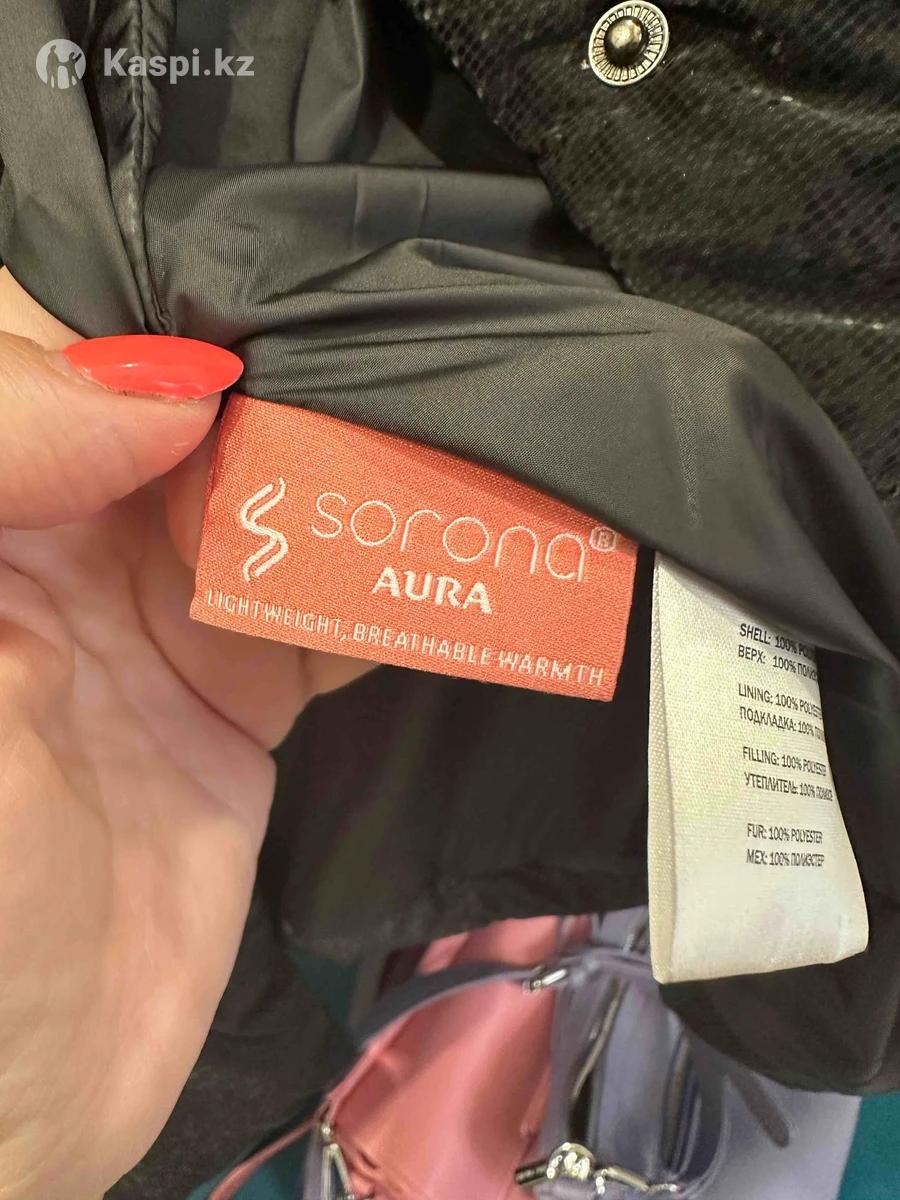 Kaspi.kz
sorona®
AURA
LIGHTWEIGHT, BREATHABLE WARMTH
SHELL: 100%
ВЕРХ: 100%
LINING: 100%
ПОДКЛАДКА: 100%
FILLING: 100% POLYESTER
УТЕПЛИТЕЛЬ: 100%
FUR: 100% POLYESTER
МЕХ: 100% ПОЛИЭСТЕР